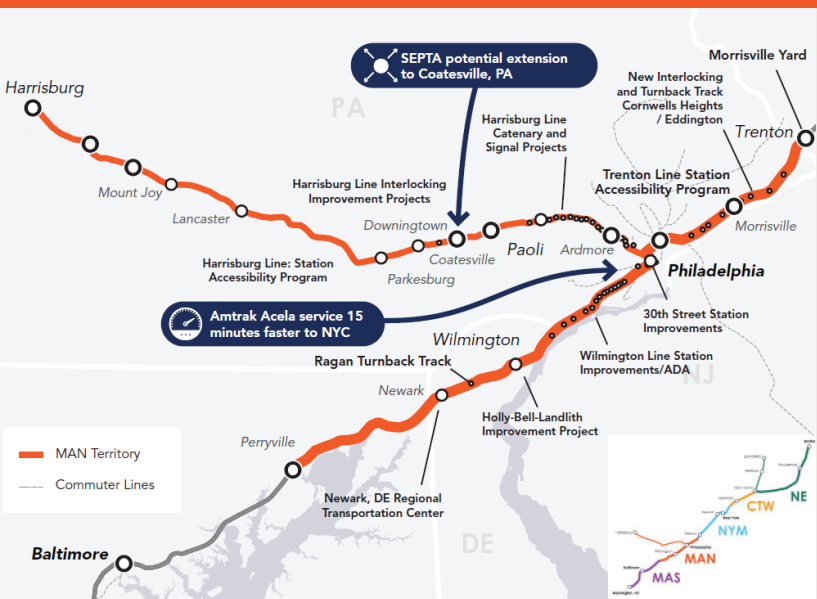 SEPTA potential extension
to Coatesville, PA
Morrisville Yard
New Interlocking
and Turnback Track
Cornwells Heights
/ Eddington
Harrisburg
PA
Harrisburg Line
Catenary and
Signal Projects
Trenton
Trenton Line Station
Accessibility Program
Mount Joy
Harrisburg Line Interlocking
Improvement Projects
Lancaster
Downingtown
Morrisville
Paoli
Ardmore
Coatesville
Harrisburg Line: Station
Accessibility Program
Parkesburg
Philadelphia
Amtrak Acela service 15
minutes faster to NYC
30th Street Station
Improvements
Wilmington
Ragan Turnback Track
Wilmington Line Station
Improvements/ADA
NJ
Newark
Holly-Bell-Landlith
Improvement Project
Perryville
MAN Territory
Commuter Lines
Newark, DE Regional
Transportation Center
DE
Baltimore
NE
CTW
NYM
MAN
MAS